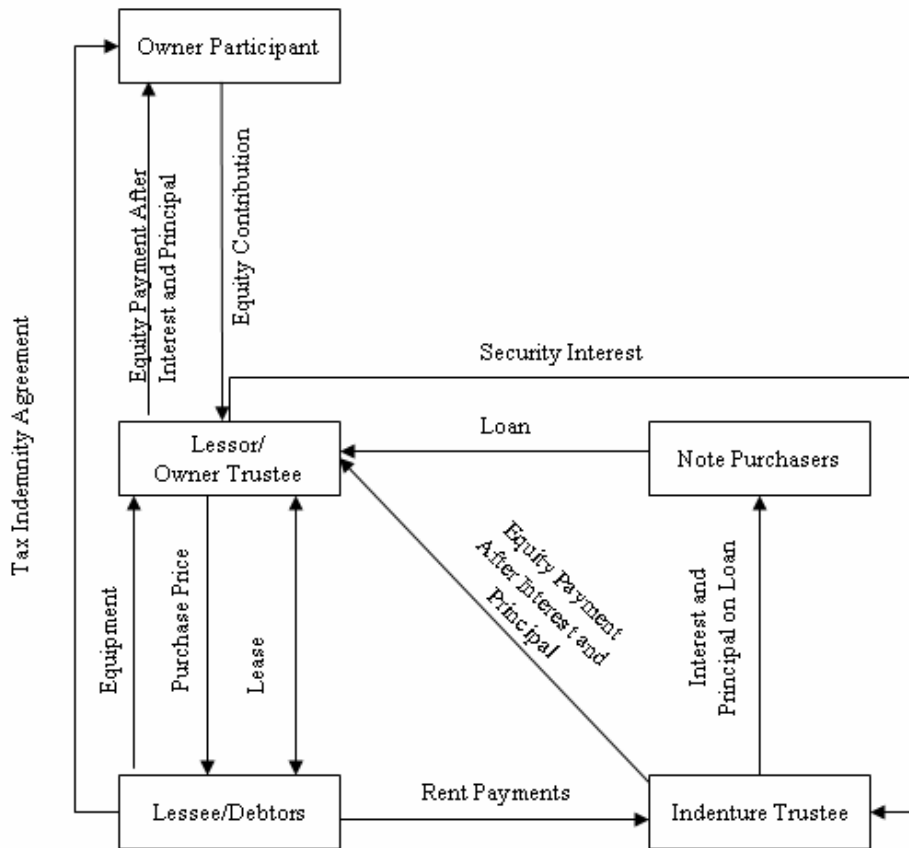 Owner Participant
Tax Indemnity Agreement
Equity Payment After
Interest and Principal
Equity Contribution
Security Interest
Lessor/
Owner Trustee
Loan
Note Purchasers
Equipment
Purchase Price
Lease
Equity Payment
After Interest and
Principal
Interest and
Principal on Loan
Lessee/Debtors
Rent Payments
Indenture Trustee